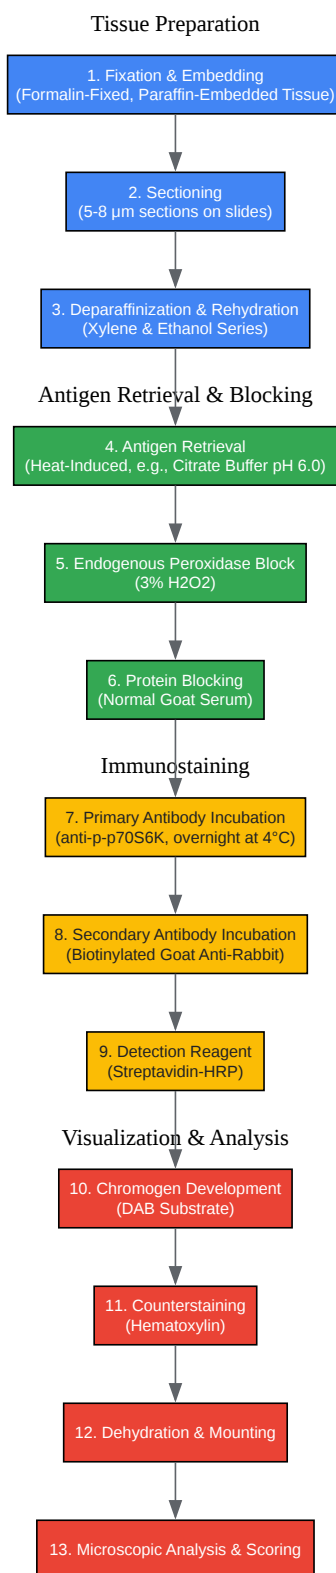 Tissue Preparation
1. Fixation & Embedding
(Formalin-Fixed, Paraffin-Embedded Tissue)
2. Sectioning
(5-8 μm sections on slides)
3. Deparaffinization & Rehydration
(Xylene & Ethanol Series)
Antigen Retrieval & Blocking
4. Antigen Retrieval
(Heat-Induced, e.g., Citrate Buffer pH 6.0)
5. Endogenous Peroxidase Block
(3% H2O2)
6. Protein Blocking
(Normal Goat Serum)
Immunostaining
7. Primary Antibody Incubation
(anti-p-p70S6K, overnight at 4°C)
8. Secondary Antibody Incubation
(Biotinylated Goat Anti-Rabbit)
9. Detection Reagent
(Streptavidin-HRP)
Visualization & Analysis
10. Chromogen Development
(DAB Substrate)
11. Counterstaining
(Hematoxylin)
12. Dehydration & Mounting
13. Microscopic Analysis & Scoring